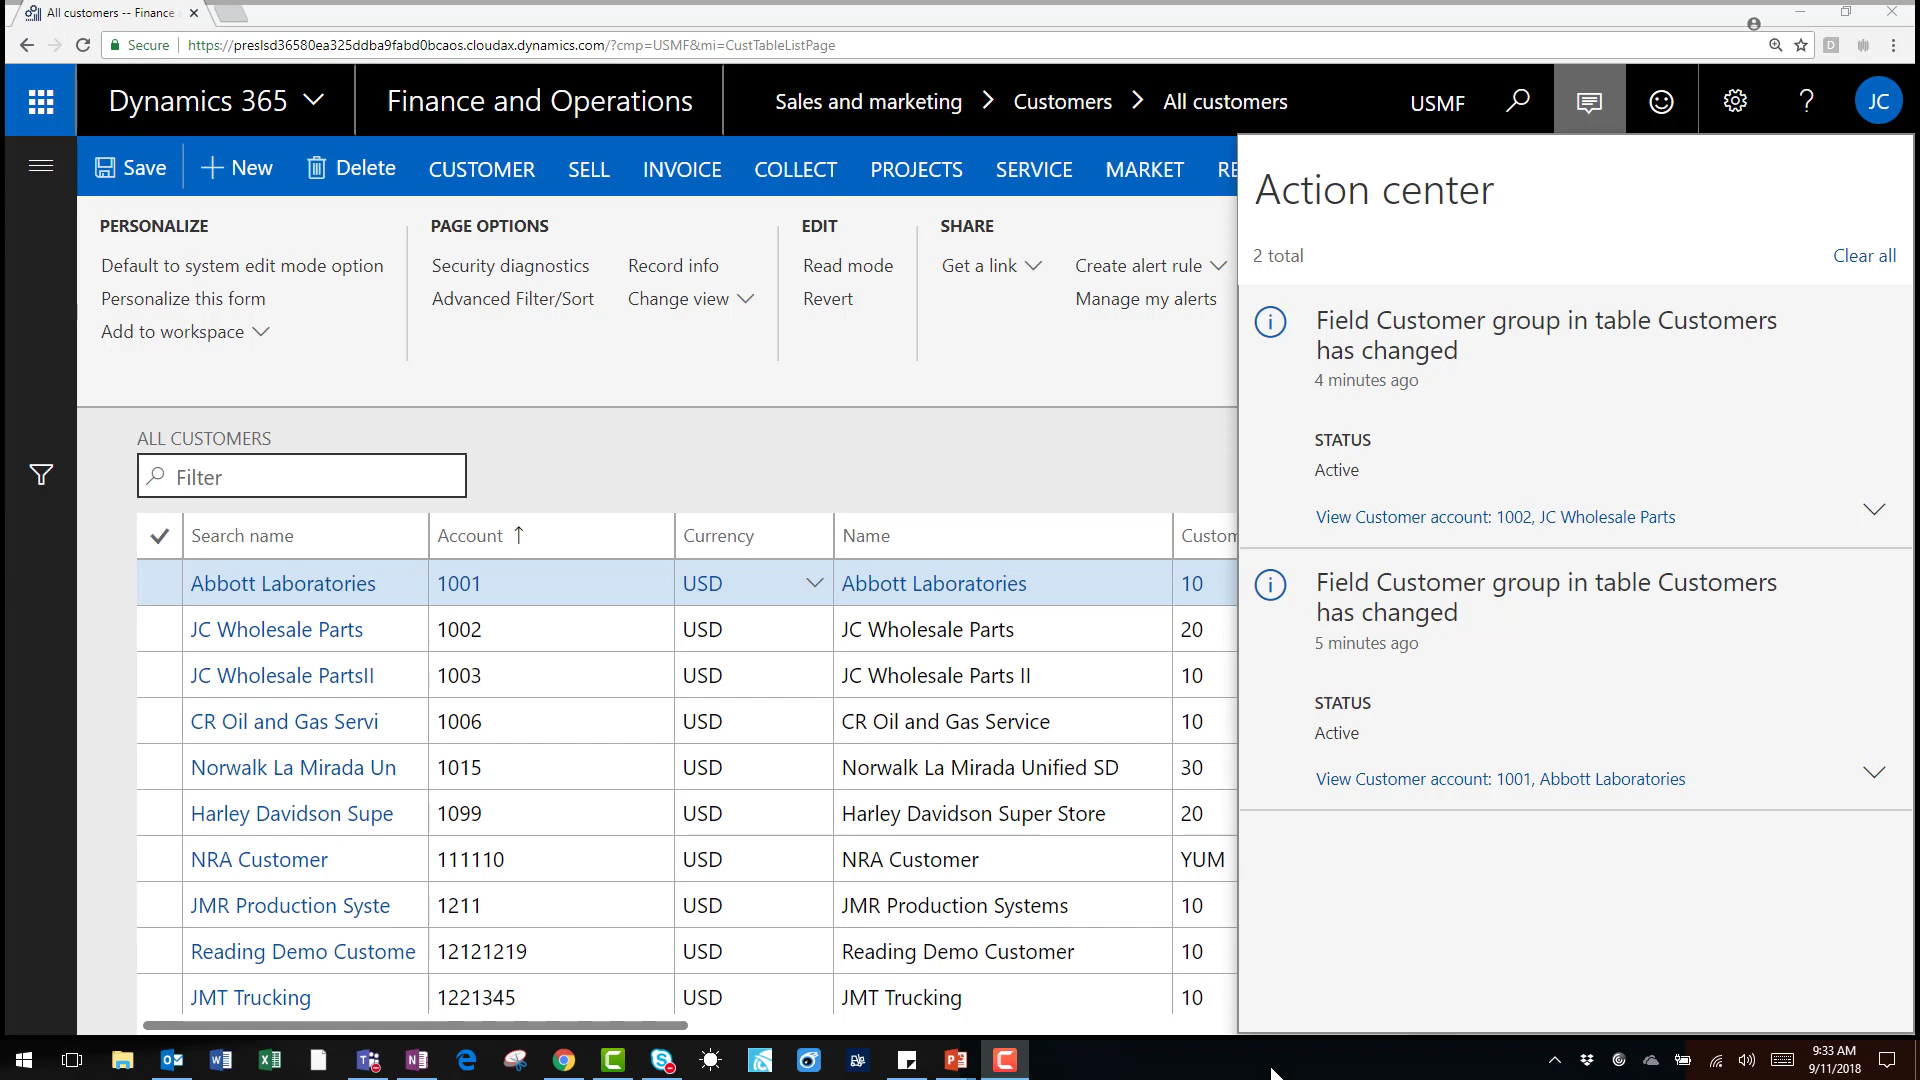 All customers -- Finance
Secure
https://preslsd36580ea325ddba9fabd0bcaos.cloudax.dynamics.com/?cmp=USMF&mi=CustTableListPage
Dynamics 365
Finance and Operations
Sales and marketing > Customers > All customers
USMF
JC
Save
New
Delete
CUSTOMER
SELL
INVOICE
COLLECT
PROJECTS
SERVICE
MARKET
PERSONALIZE
Default to system edit mode option
Personalize this form
Add to workspace
PAGE OPTIONS
Security diagnostics
Record info
Advanced Filter/Sort
Change view
EDIT
Read mode
Revert
SHARE
Get a link
Create alert rule
Manage my alerts
ALL CUSTOMERS
Filter
Search name Account Currency Name Custom
Abbott Laboratories 1001 USD Abbott Laboratories 10
JC Wholesale Parts 1002 USD JC Wholesale Parts 20
JC Wholesale PartsII 1003 USD JC Wholesale Parts II 10
CR Oil and Gas Servi 1006 USD CR Oil and Gas Service 10
Norwalk La Mirada Un 1015 USD Norwalk La Mirada Unified SD 30
Harley Davidson Supe 1099 USD Harley Davidson Super Store 20
NRA Customer 111110 USD NRA Customer YUM
JMR Production Syste 1211 USD JMR Production Systems 10
Reading Demo Custome 12121219 USD Reading Demo Customer 10
JMT Trucking 1221345 USD JMT Trucking 10
Action center
2 total
Clear all
Field Customer group in table Customers
has changed
4 minutes ago
STATUS
Active
View Customer account: 1002, JC Wholesale Parts
Field Customer group in table Customers
has changed
5 minutes ago
STATUS
Active
View Customer account: 1001, Abbott Laboratories
9:33 AM
9/11/2018